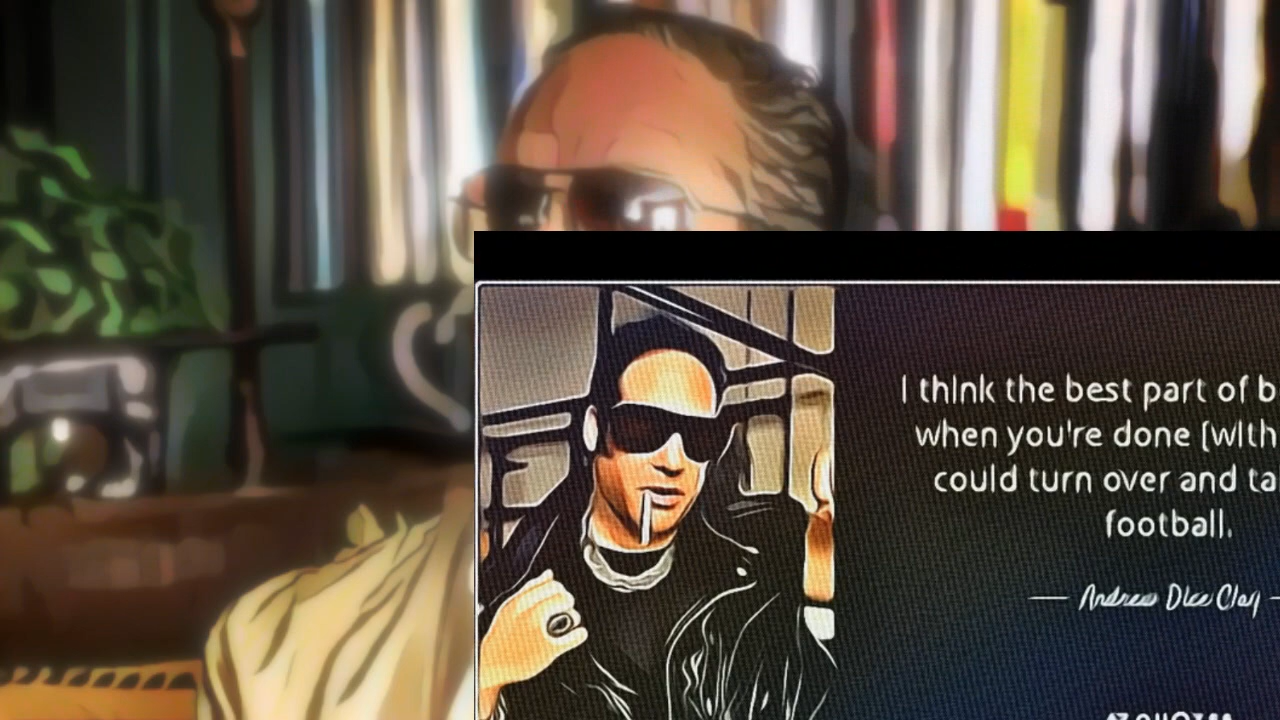 I think the best part of b
when you're done [with
could turn over and ta
football.
— Andrew Dice Clay —